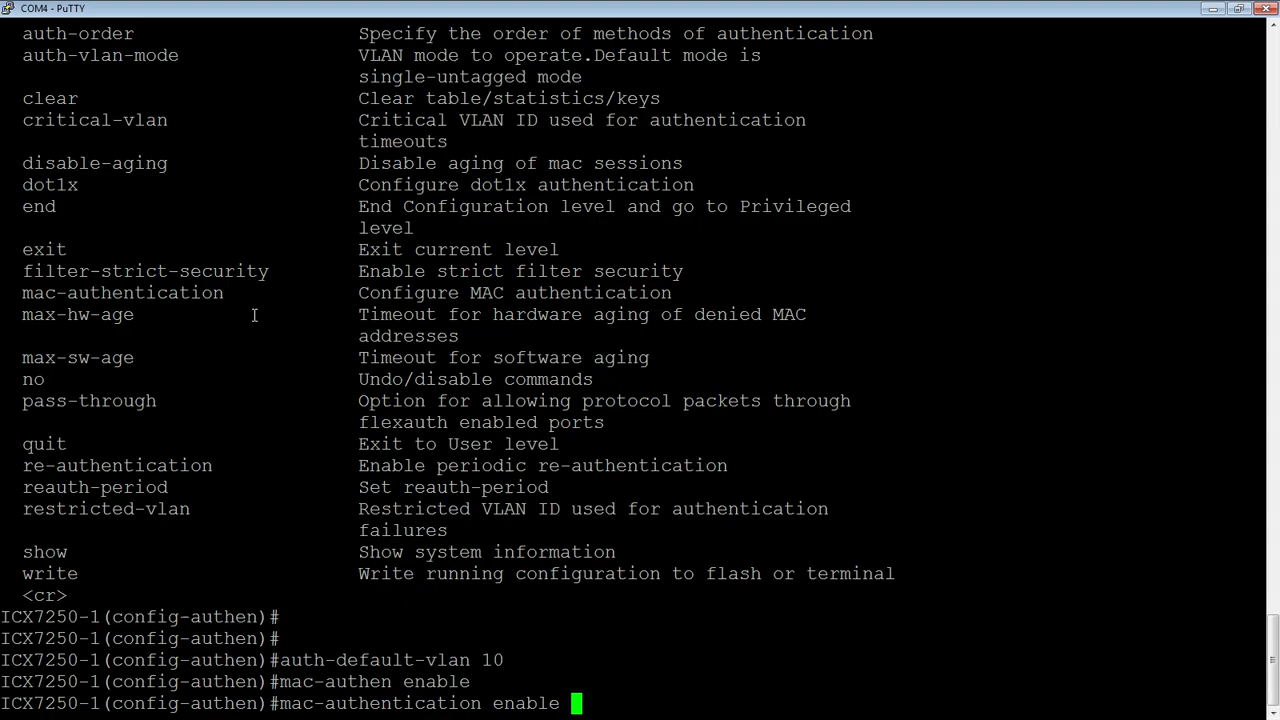 COM4 - PuTTY
auth-order Specify the order of methods of authentication
auth-vlan-mode VLAN mode to operate.Default mode is
single-untagged mode
clear Clear table/statistics/keys
critical-vlan Critical VLAN ID used for authentication
timeouts
disable-aging Disable aging of mac sessions
dot1x Configure dot1x authentication
end End Configuration level and go to Privileged
level
exit Exit current level
filter-strict-security Enable strict filter security
mac-authentication Configure MAC authentication
max-hw-age Timeout for hardware aging of denied MAC
addresses
max-sw-age Timeout for software aging
no Undo/disable commands
pass-through Option for allowing protocol packets through
flexauth enabled ports
quit Exit to User level
re-authentication Enable periodic re-authentication
reauth-period Set reauth-period
restricted-vlan Restricted VLAN ID used for authentication
failures
show Show system information
write Write running configuration to flash or terminal
<cr>
ICX7250-1(config-authen)#
ICX7250-1(config-authen)#
ICX7250-1(config-authen)#auth-default-vlan 10
ICX7250-1(config-authen)#mac-authen enable
ICX7250-1(config-authen)#mac-authentication enable